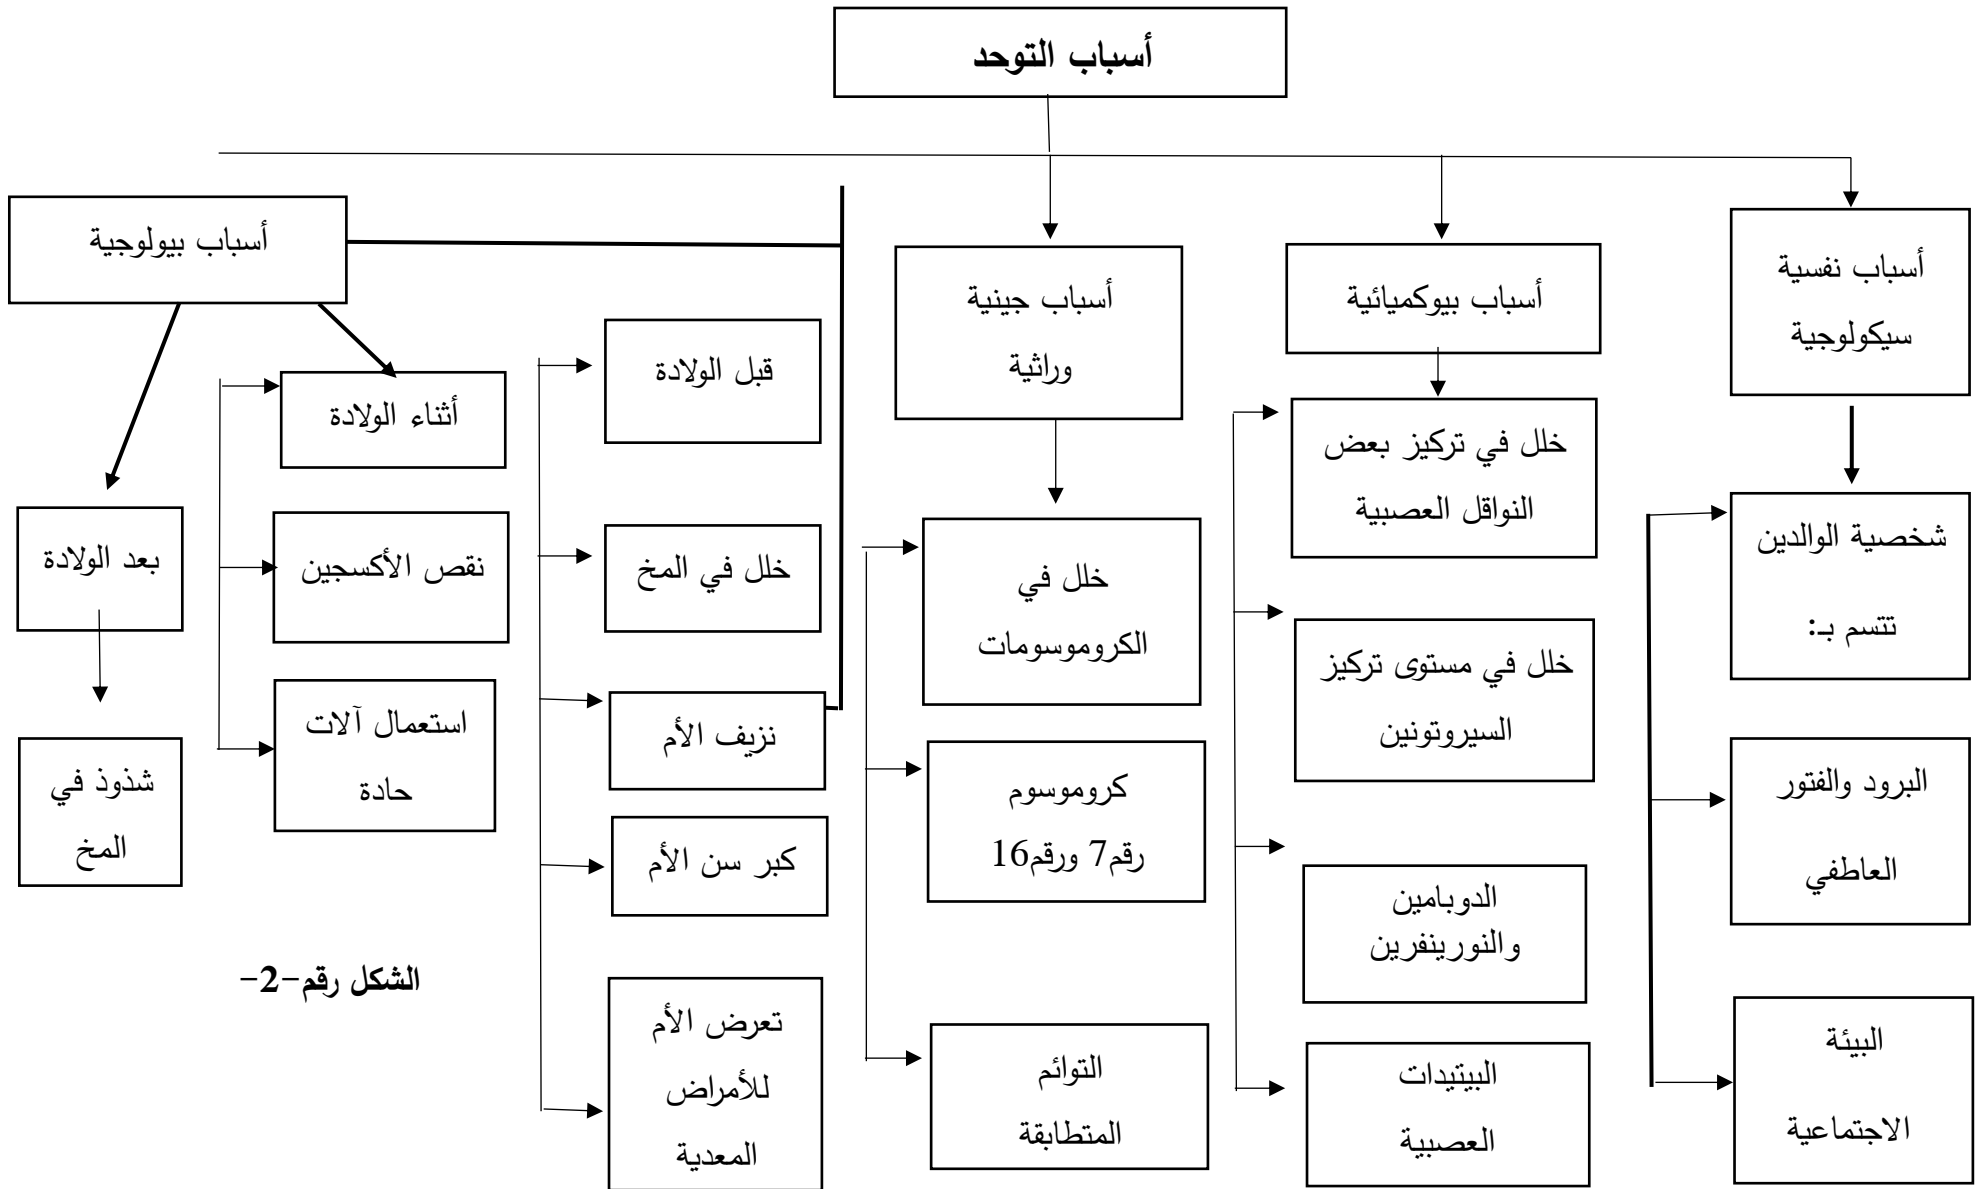 أسباب التوحد
أسباب نفسية
سيكولوجية
شخصية الوالدين
تتسم بـ:
البرود والفتور
العاطفي
البيئة
الاجتماعية
أسباب بيوكميائية
خلل في تركيز بعض
النواقل العصبية
خلل في مستوى تركيز
السيروتونين
الدوبامين
والنورينفرين
البيتيدات
العصبية
أسباب جينية
وراثية
خلل في
الكروموسومات
كروموسوم
رقم7 ورقم16
التوائم
المتطابقة
أسباب بيولوجية
قبل الولادة
خلل في المخ
نزيف الأم
كبر سن الأم
تعرض الأم
للأمراض
المعدية
أثناء الولادة
نقص الأكسجين
استعمال آلات
حادة
بعد الولادة
شذوذ في
المخ
الشكل رقم-2-